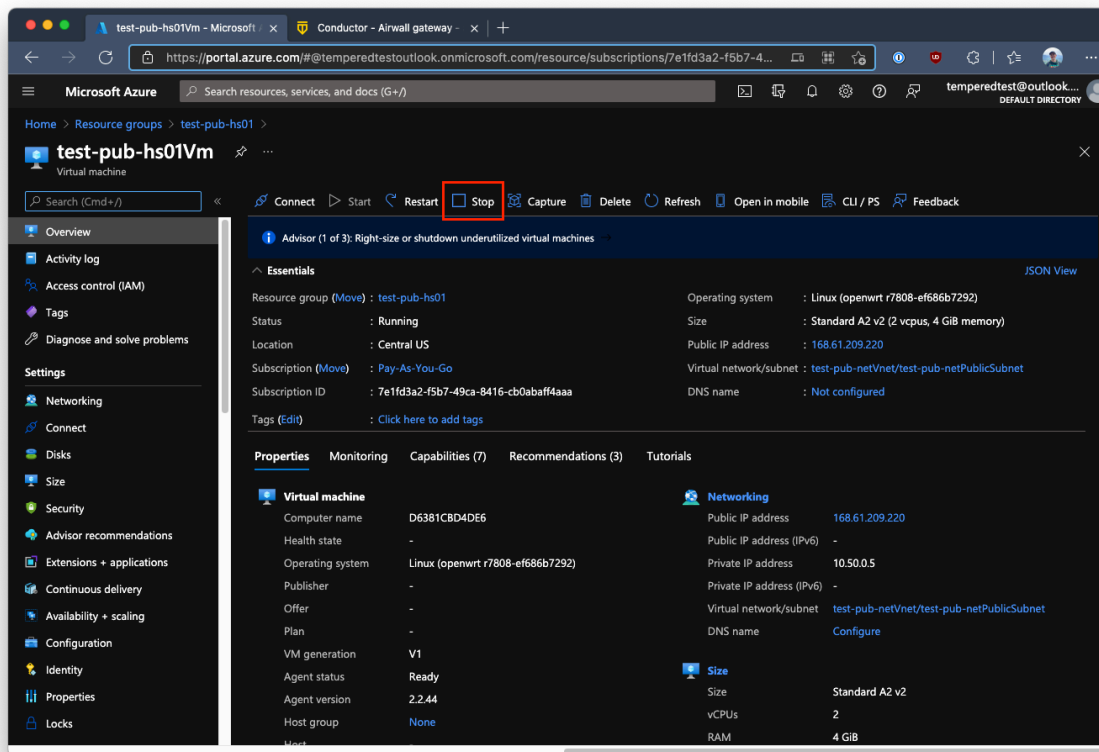 test-pub-hs01Vm - Microsoft
Conductor - Airwall gateway -
https://portal.azure.com/#@temperedtestoutlook.onmicrosoft.com/resource/subscriptions/7e1fd3a2-f5b7-4...
Microsoft Azure
Search resources, services, and docs (G+/)
temperedtest@outlook....
DEFAULT DIRECTORY
Home > Resource groups > test-pub-hs01 >
test-pub-hs01Vm
Virtual machine
Search (Cmd+/)
Connect Start Restart Stop Capture Delete Refresh Open in mobile CLI / PS Feedback
Overview
Activity log
Access control (IAM)
Tags
Diagnose and solve problems
Settings
Networking
Connect
Disks
Size
Security
Advisor recommendations
Extensions + applications
Continuous delivery
Availability + scaling
Configuration
Identity
Properties
Locks
Advisor (1 of 3): Right-size or shutdown underutilized virtual machines
Essentials
JSON View
Resource group (Move) : test-pub-hs01
Status : Running
Location : Central US
Subscription (Move) : Pay-As-You-Go
Subscription ID : 7e1fd3a2-f5b7-49ca-8416-cb0abaff4aaa
Tags (Edit) : Click here to add tags
Operating system : Linux (openwrt r7808-ef686b7292)
Size : Standard A2 v2 (2 vcpus, 4 GiB memory)
Public IP address : 168.61.209.220
Virtual network/subnet : test-pub-netVnet/test-pub-netPublicSubnet
DNS name : Not configured
Properties Monitoring Capabilities (7) Recommendations (3) Tutorials
Virtual machine
Computer name D6381CBD4DE6
Health state -
Operating system Linux (openwrt r7808-ef686b7292)
Publisher -
Offer -
Plan -
VM generation V1
Agent status Ready
Agent version 2.2.44
Host group None
Host -
Networking
Public IP address 168.61.209.220
Public IP address (IPv6) -
Private IP address 10.50.0.5
Private IP address (IPv6) -
Virtual network/subnet test-pub-netVnet/test-pub-netPublicSubnet
DNS name Configure
Size
Size Standard A2 v2
vCPUs 2
RAM 4 GiB